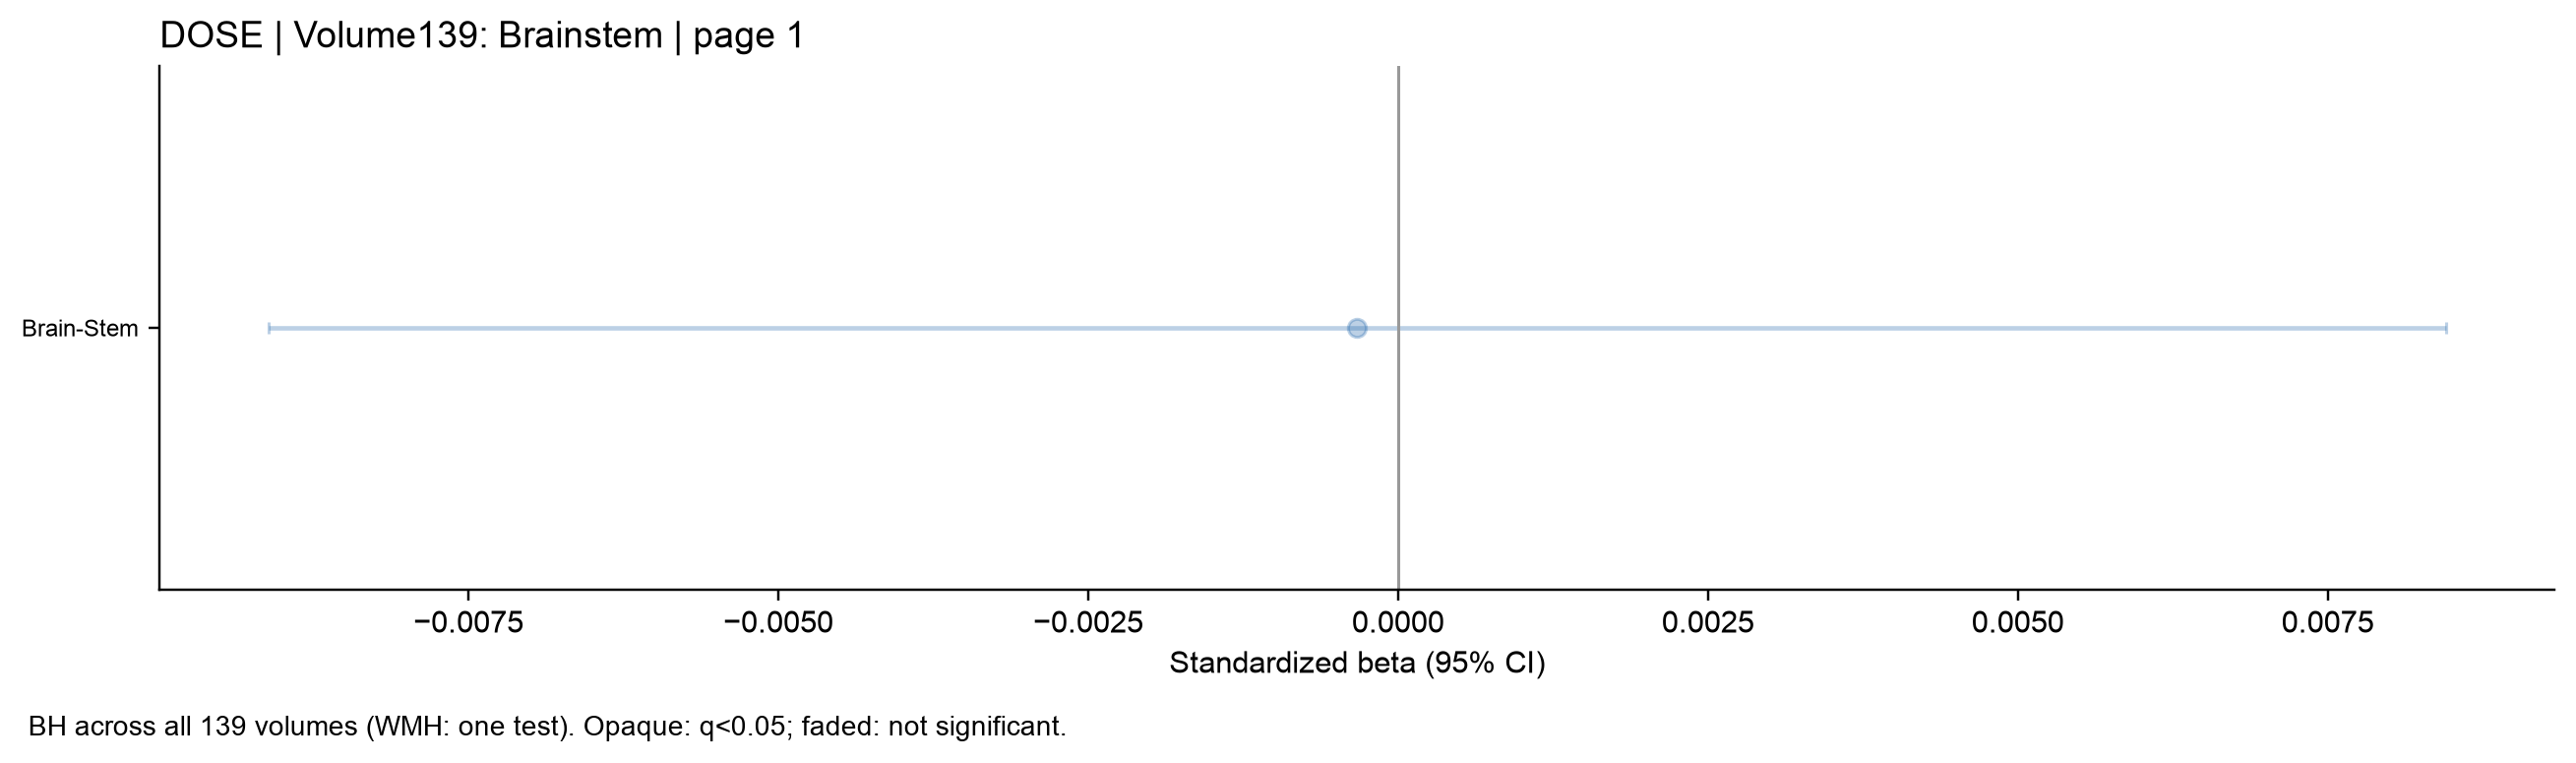 DOSE | Volume139: Brainstem | page 1
Brain-Stem
−0.0075 −0.0050 −0.0025 0.0000 0.0025 0.0050 0.0075
Standardized beta (95% CI)
BH across all 139 volumes (WMH: one test). Opaque: q<0.05; faded: not significant.